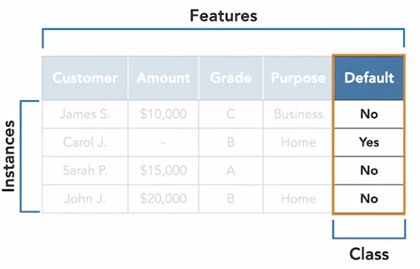 Features
Customer Amount Grade Purpose Default
James S. $10,000 C Business No
Carol J. - B Home Yes
Sarah P. $15,000 A No
John J. $20,000 B Home No
Instances
Class